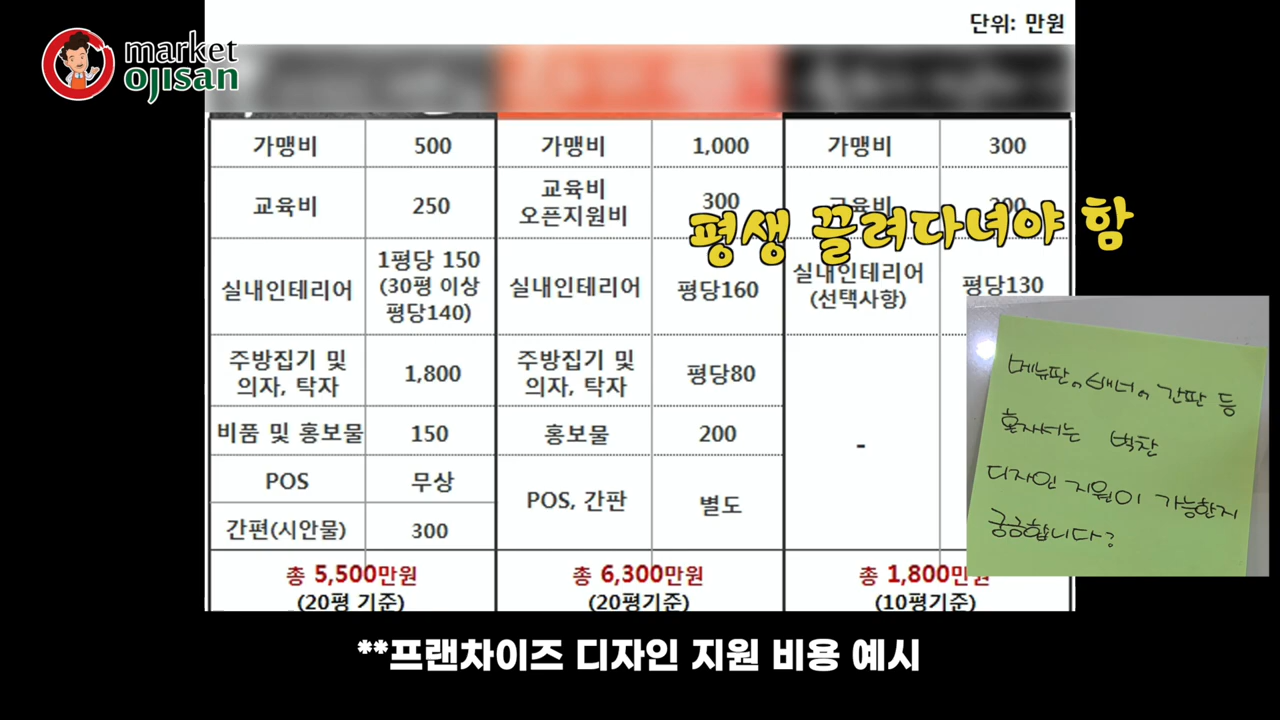 단위: 만원
market
ojisan
가맹비 500 가맹비 1,000 가맹비 300
교육비 250 교육비 오픈지원비 300 교육비 200
평생 끌려다녀야 함
실내인테리어 1평당 150 (30평 이상 평당140) 실내인테리어 평당160 실내인테리어 (선택사항) 평당130
주방집기 및 의자, 탁자 1,800 주방집기 및 의자, 탁자 평당80 -
비품 및 홍보물 150 홍보물 200
POS 무상 POS, 간판 별도
간편(시안물) 300
총 5,500만원 총 6,300만원 총 1,800만원
(20평 기준) (20평기준) (10평기준)
메뉴판, 배너, 간판 등
혼자서는 벅찬
디자인 지원이 가능한지
궁금합니다?
**프랜차이즈 디자인 지원 비용 예시